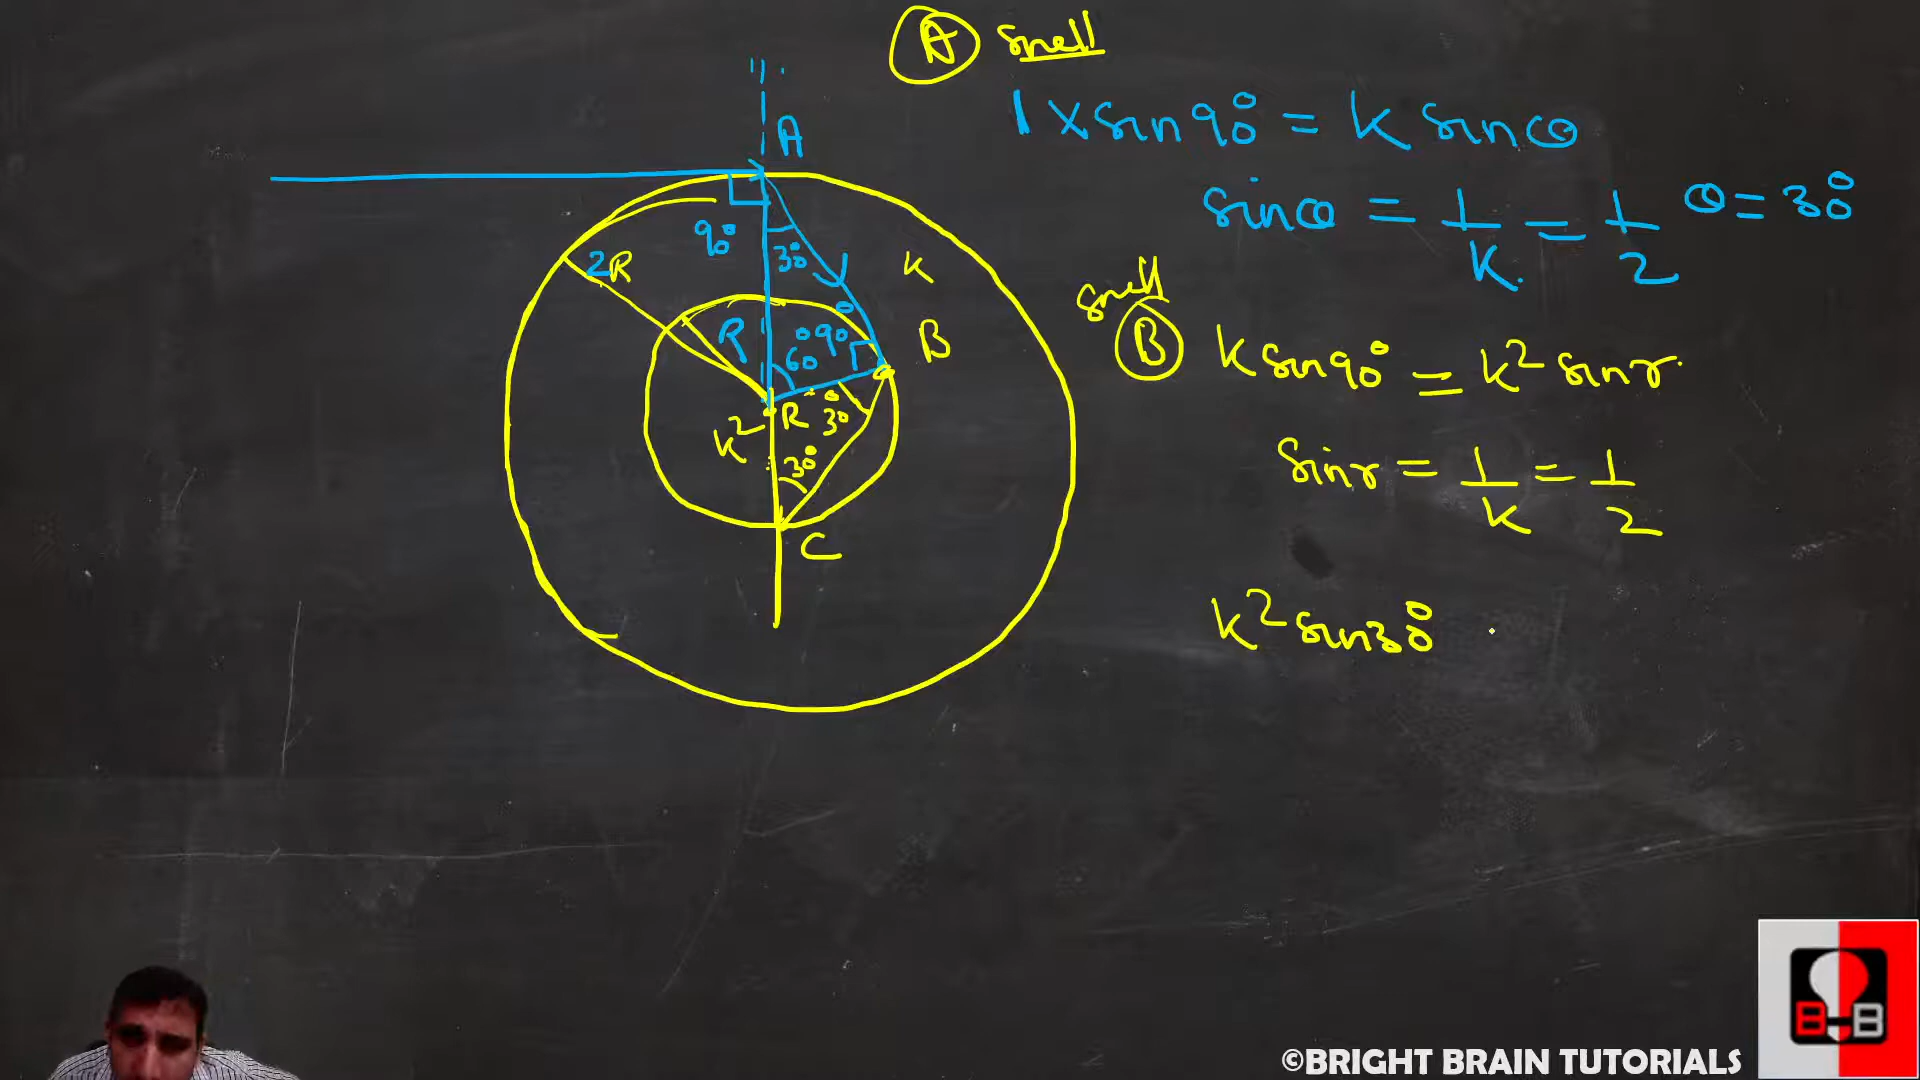 A snell
1 × sin 90° = k sin θ
sin θ = 1/k = 1/2 θ = 30°
A
90°
30°
2R
k
R
60°
90°
B
k²
R
30°
30°
C
snell
B k sin 90° = k² sin r
sin r = 1/k = 1/2
k² sin 30°
B-B
©BRIGHT BRAIN TUTORIALS